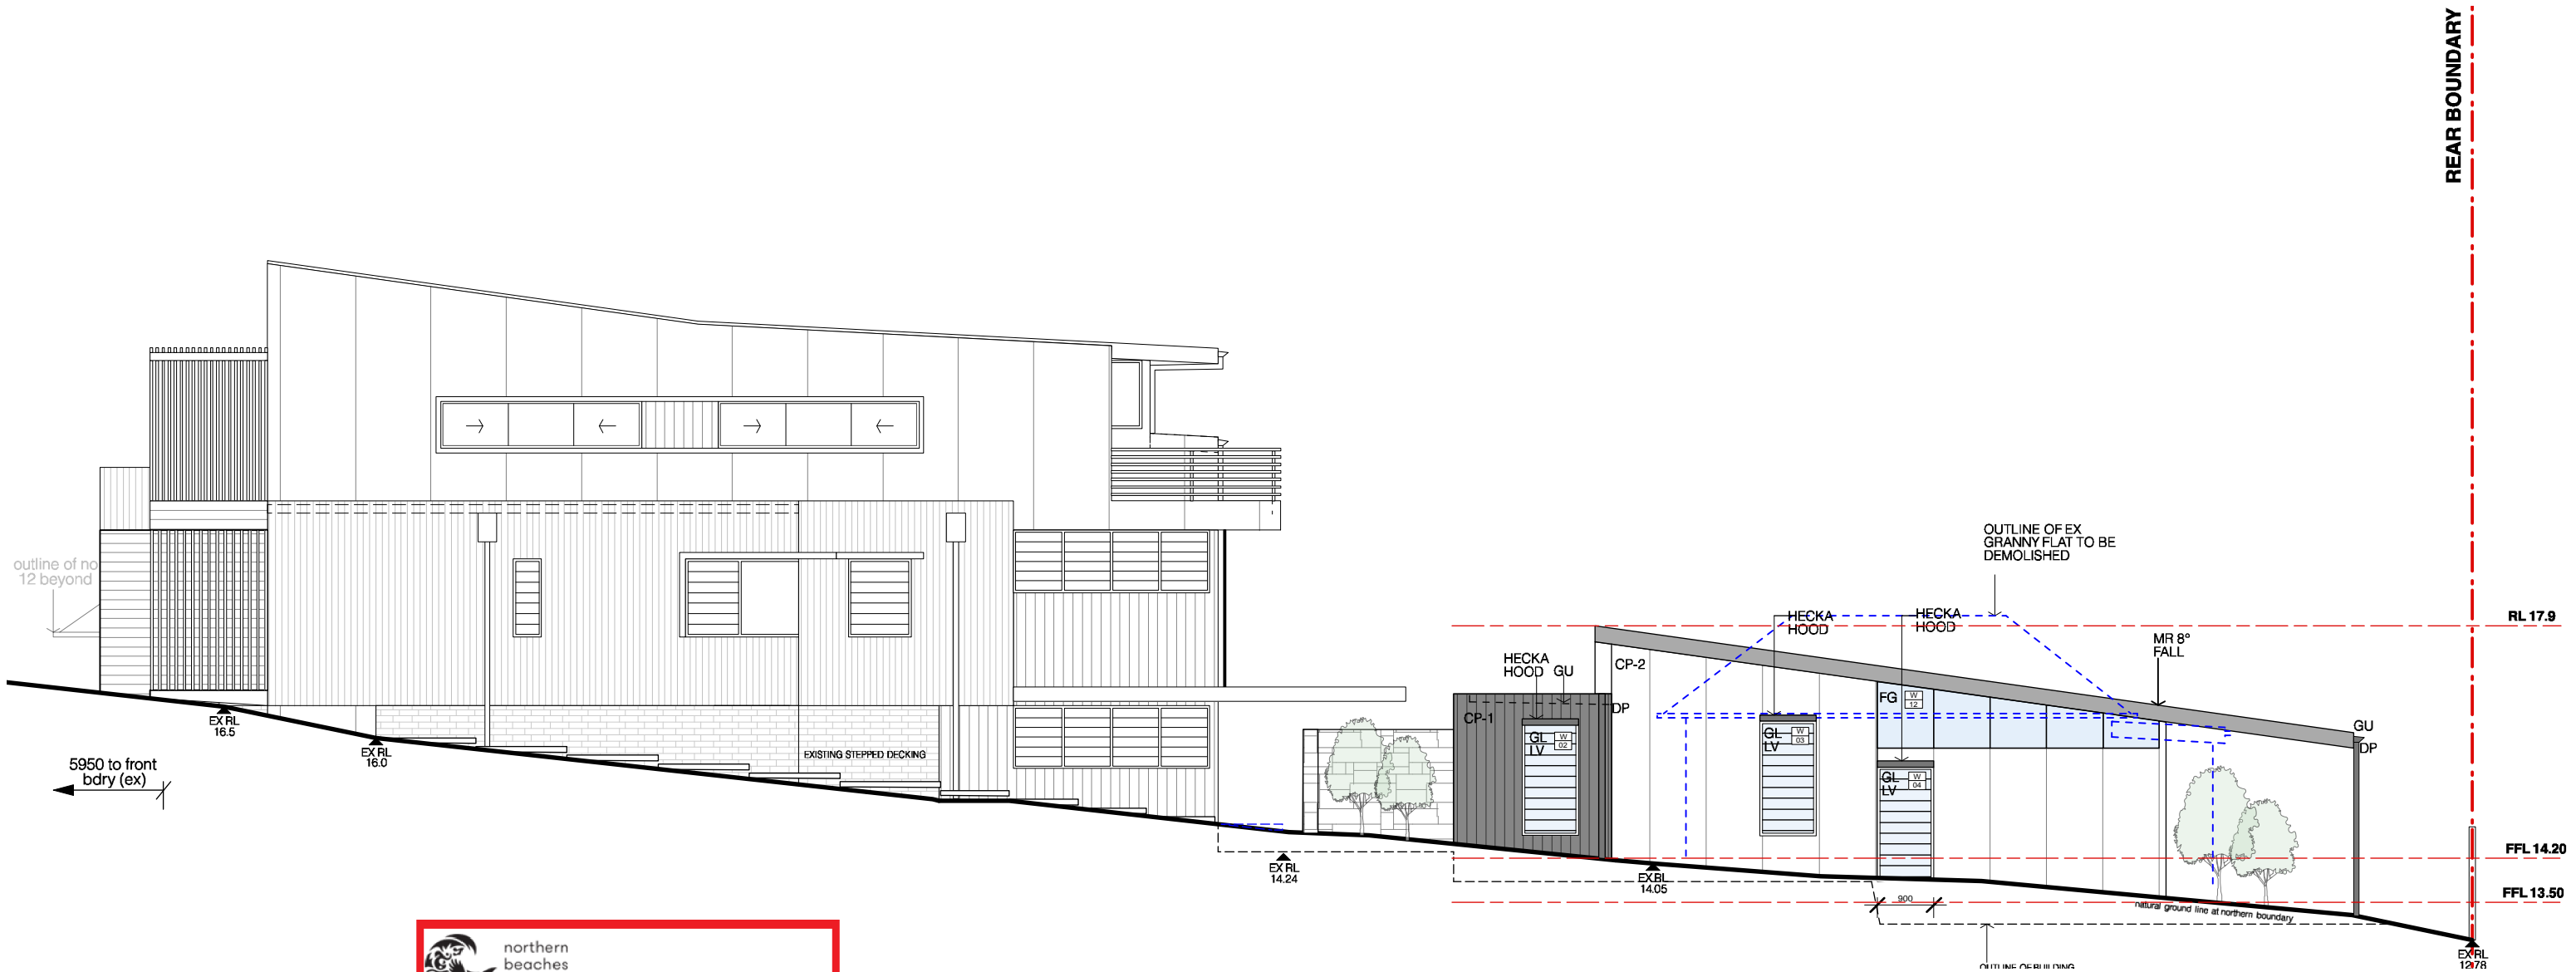 REAR BOUNDARY
OUTLINE OF EX
GRANNY FLAT TO BE
DEMOLISHED
outline of no
12 beyond
HECKA
HOOD
HECKA
HOOD
RL 17.9
MR 8°
FALL
HECKA
HOOD
GU
CP-2
FG
W
12
DP
CP-1
EX RL
16.5
GU
DP
GL
LV
W
02
GL
LV
W
03
EX RL
16.0
EXISTING STEPPED DECKING
5950 to front
bdry (ex)
GL
LV
W
04
FFL 14.20
EX RL
14.24
EX RL
14.05
900
FFL 13.50
natural ground line at northern boundary
northern
beaches
EX RL
12.78
OUTLINE OF BUILDING